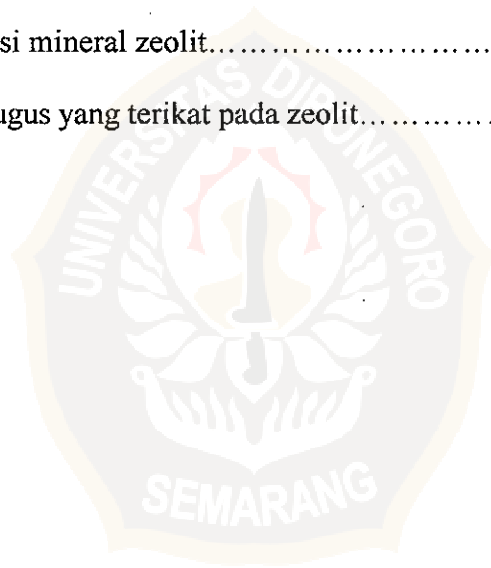 si mineral zeolit………………………….
ugus yang terikat pada zeolit…………….
UNIVERSITAS DIPONEGORO
SEMARANG